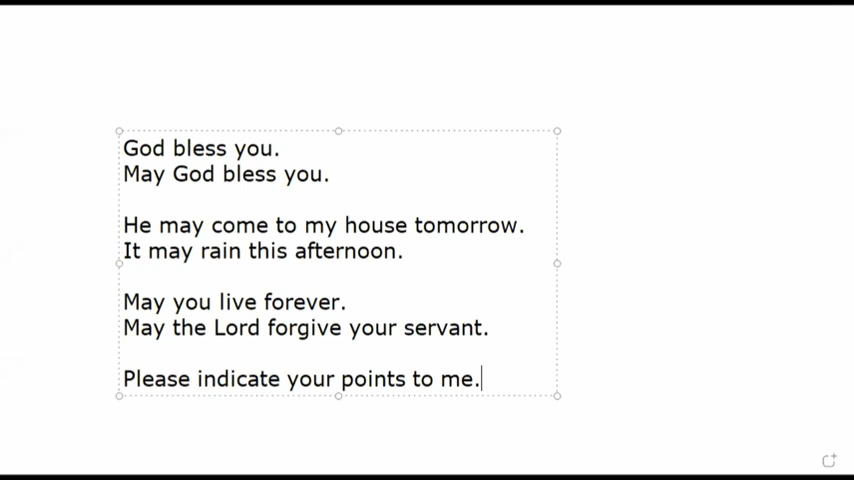 God bless you.
May God bless you.
He may come to my house tomorrow.
It may rain this afternoon.
May you live forever.
May the Lord forgive your servant.
Please indicate your points to me.